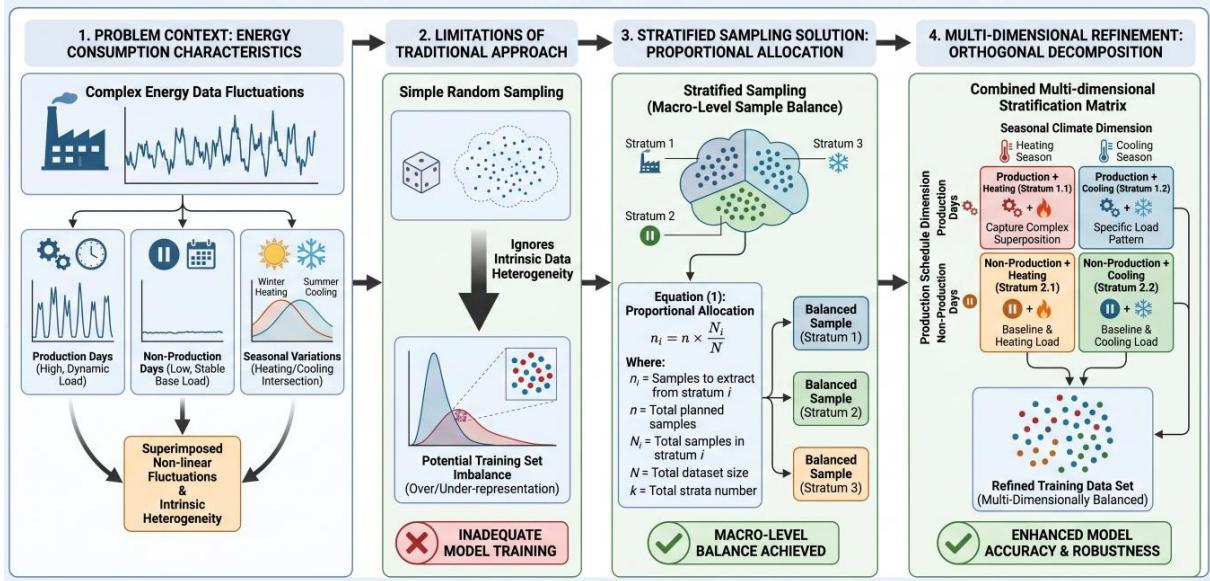 1. PROBLEM CONTEXT: ENERGY
CONSUMPTION CHARACTERISTICS
Complex Energy Data Fluctuations
Winter
Heating
Summer
Cooling
Production Days
(High, Dynamic
Load)
Non-Production
Days (Low, Stable
Base Load)
Seasonal Variations
(Heating/Cooling
Intersection)
Superimposed
Non-linear
Fluctuations
&
Intrinsic
Heterogeneity
2. LIMITATIONS OF
TRADITIONAL APPROACH
Simple Random Sampling
Ignores
Intrinsic Data
Heterogeneity
Potential Training Set
Imbalance
(Over/Under-representation)
INADEQUATE
MODEL TRAINING
3. STRATIFIED SAMPLING SOLUTION:
PROPORTIONAL ALLOCATION
Stratified Sampling
(Macro-Level Sample Balance)
Stratum 1
Stratum 3
Stratum 2
Equation (1):
Proportional Allocation
n_i = n × N_i/N
Where:
n_i = Samples to extract
from stratum i
n = Total planned
samples
N_i = Total samples in
stratum i
N = Total dataset size
k = Total strata number
Balanced
Sample
(Stratum 1)
Balanced
Sample
(Stratum 2)
Balanced
Sample
(Stratum 3)
MACRO-LEVEL
BALANCE ACHIEVED
4. MULTI-DIMENSIONAL REFINEMENT:
ORTHOGONAL DECOMPOSITION
Combined Multi-dimensional
Stratification Matrix
Seasonal Climate Dimension
Heating
Season
Cooling
Season
Production Schedule Dimension
Production
Days
Non-Production
Days
Production +
Heating (Stratum 1.1)
+
Capture Complex
Superposition
Production +
Cooling (Stratum 1.2)
+
Specific Load
Pattern
Non-Production +
Heating
(Stratum 2.1)
+
Baseline &
Heating Load
Non-Production +
Cooling
(Stratum 2.2)
+
Baseline &
Cooling Load
Refined Training Data Set
(Multi-Dimensionally Balanced)
ENHANCED MODEL
ACCURACY & ROBUSTNESS